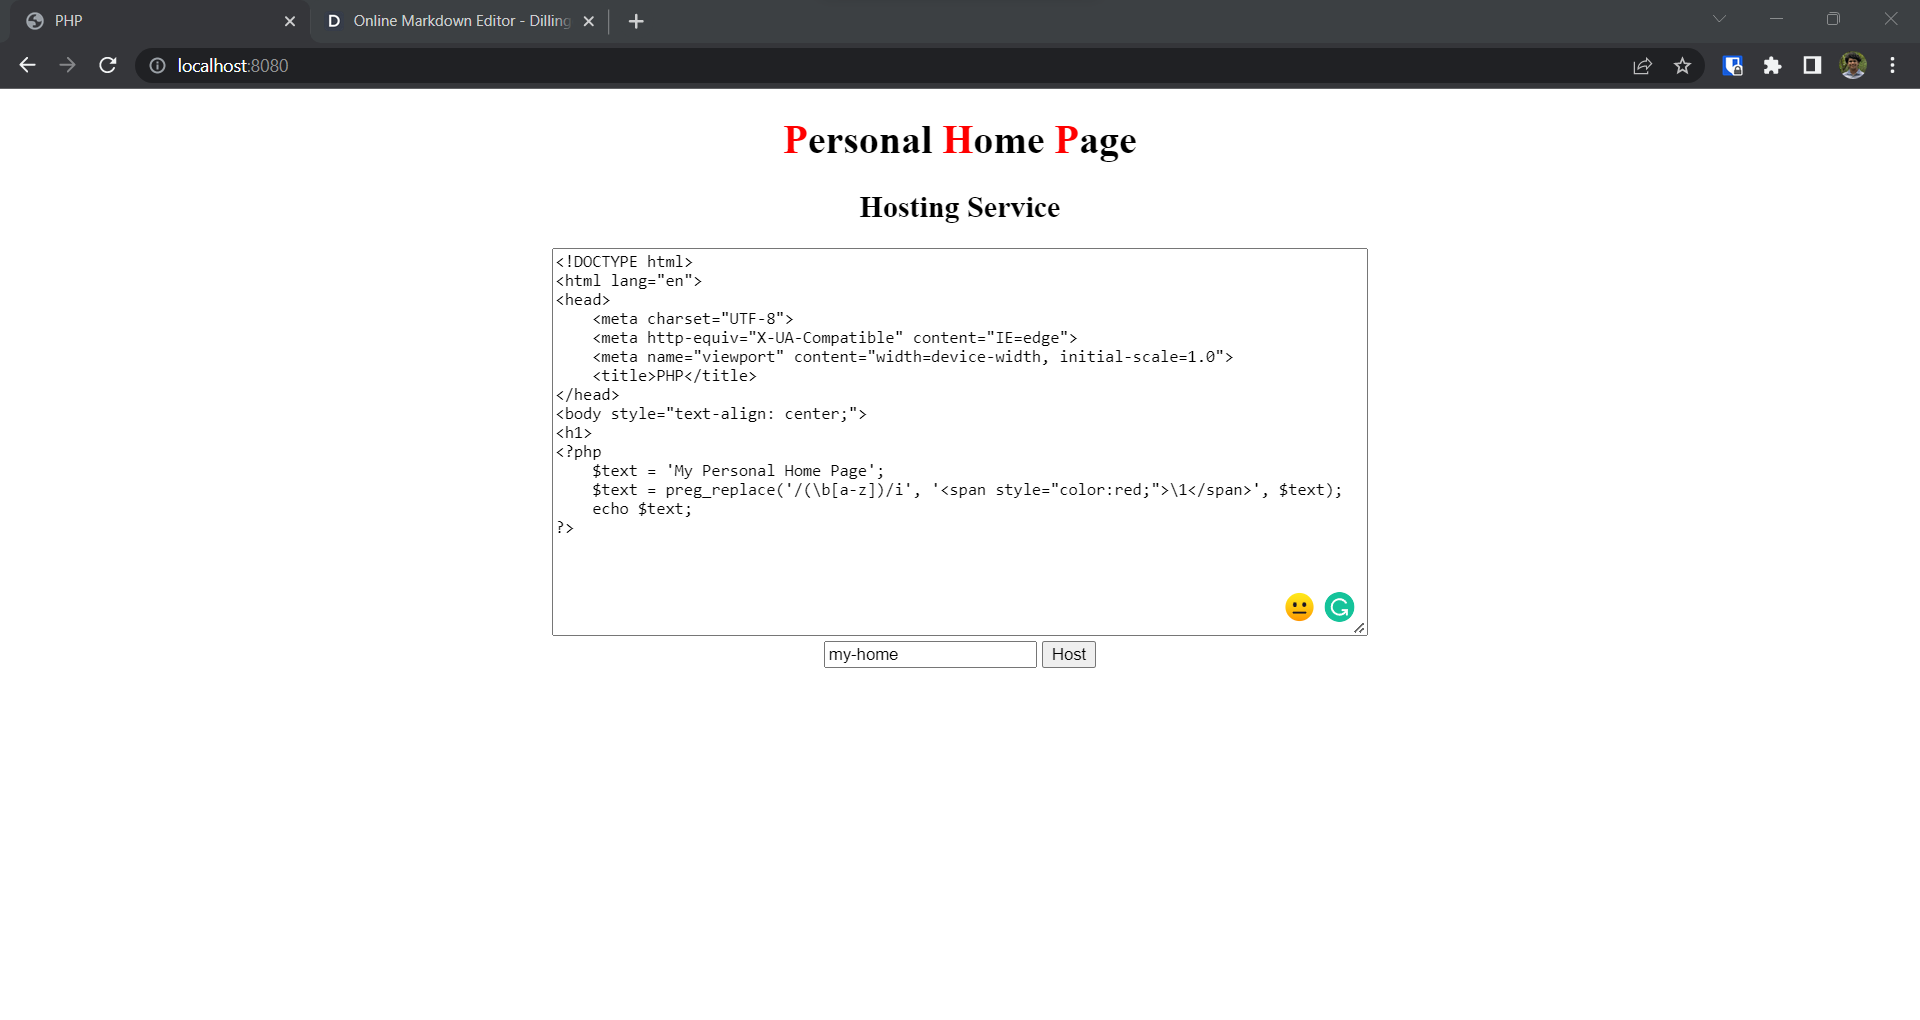 PHP
D Online Markdown Editor - Dilling
localhost:8080
Personal Home Page
Hosting Service
<!DOCTYPE html>
<html lang="en">
<head>
    <meta charset="UTF-8">
    <meta http-equiv="X-UA-Compatible" content="IE=edge">
    <meta name="viewport" content="width=device-width, initial-scale=1.0">
    <title>PHP</title>
</head>
<body style="text-align: center;">
<h1>
<?php
    $text = 'My Personal Home Page';
    $text = preg_replace('/(\b[a-z])/i', '<span style="color:red;">\1</span>', $text);
    echo $text;
?>
my-home Host